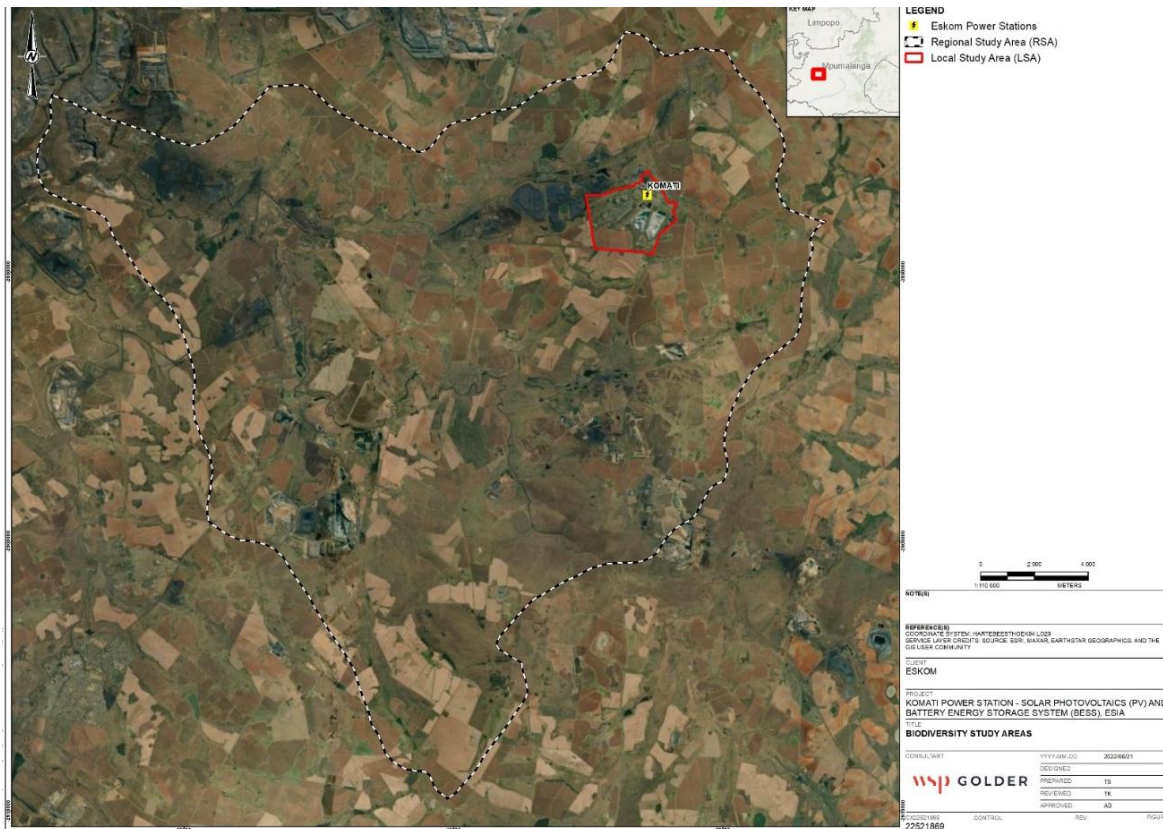 KEY MAP
Limpopo
Mpumalanga
KOMATI
LEGEND
Eskom Power Stations
Regional Study Area (RSA)
Local Study Area (LSA)
0 2 000 4 000
1:110 000 METERS
NOTE(S)
REFERENCE(S)
COORDINATE SYSTEM: HARTEBEESTHOEK94 LO29
SERVICE LAYER CREDITS: SOURCE: ESRI, MAXAR, EARTHSTAR GEOGRAPHICS, AND THE
GIS USER COMMUNITY
CLIENT
ESKOM
PROJECT
KOMATI POWER STATION - SOLAR PHOTOVOLTAICS (PV) AND
BATTERY ENERGY STORAGE SYSTEM (BESS), ESIA
TITLE
BIODIVERSITY STUDY AREAS
CONSULTANT
YYYY-MM-DD 2022/06/21
DESIGNED
PREPARED TS
REVIEWED TK
APPROVED AD
wsp GOLDER
CONTROL REV
22521869